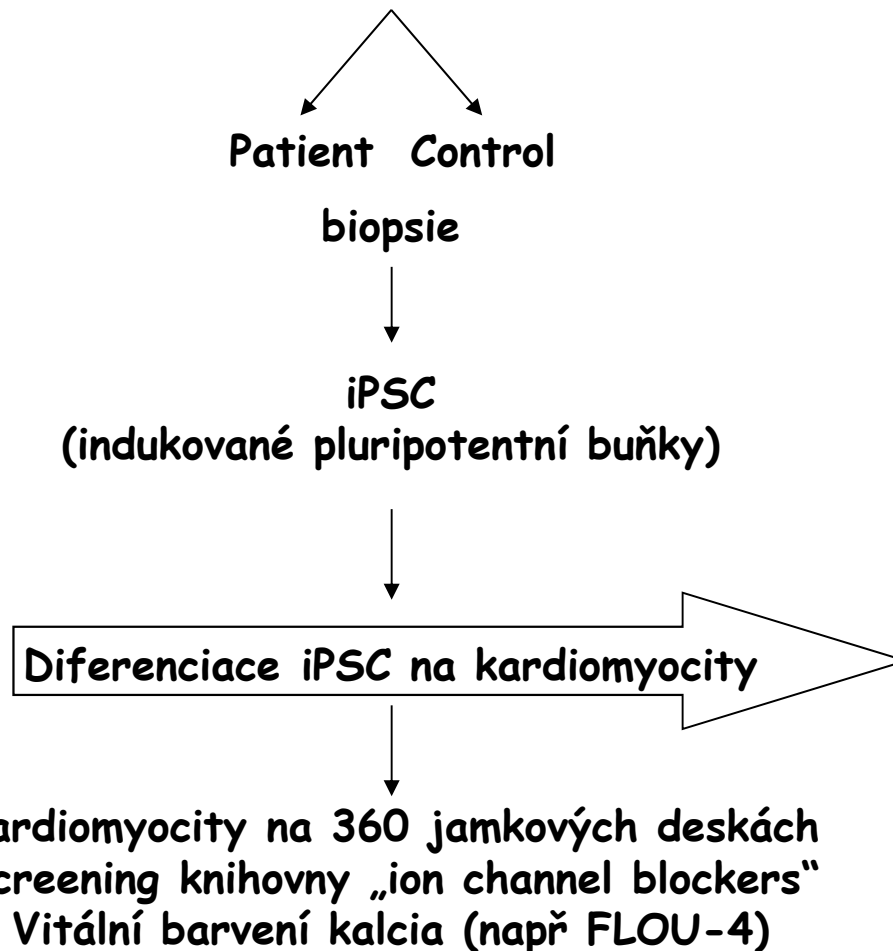 Patient Control
biopsie
iPSC
(indukované pluripotentní buňky)
Diferenciace iPSC na kardiomyocity
ardiomyocity na 360 jamkových deskách
creening knihovny „ion channel blockers“
Vitální barvení kalcia (např FLOU-4)